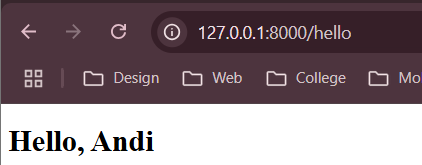 127.0.0.1:8000/hello
Design Web College Mo
Hello, Andi